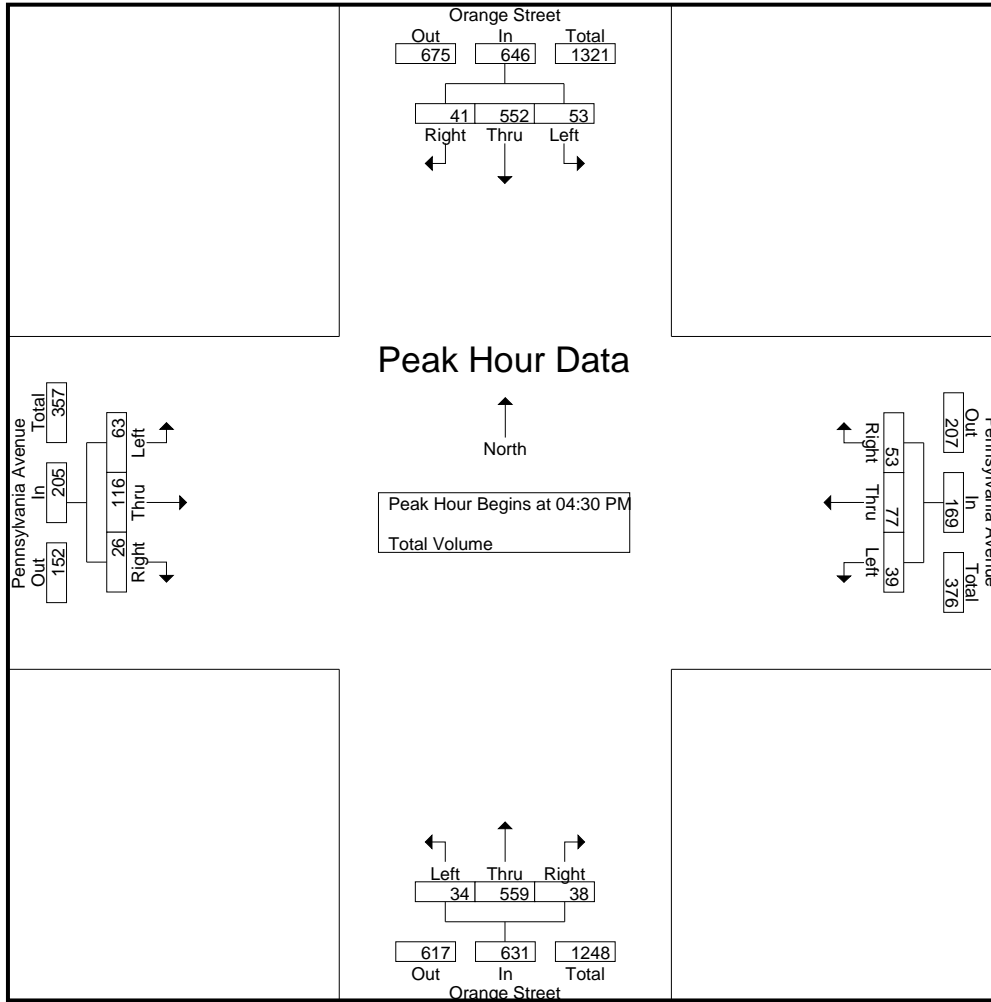 Orange Street
Out In Total
675 646 1321
41 552 53
Right Thru Left
Peak Hour Data
North
Peak Hour Begins at 04:30 PM
Total Volume
Pennsylvania Avenue
Out In Total
152 205 357
26 116 63
Right Thru Left
Pennsylvania Avenue
Out In Total
207 169 376
53 77 39
Right Thru Left
Left Thru Right
34 559 38
617 631 1248
Out In Total
Orange Street